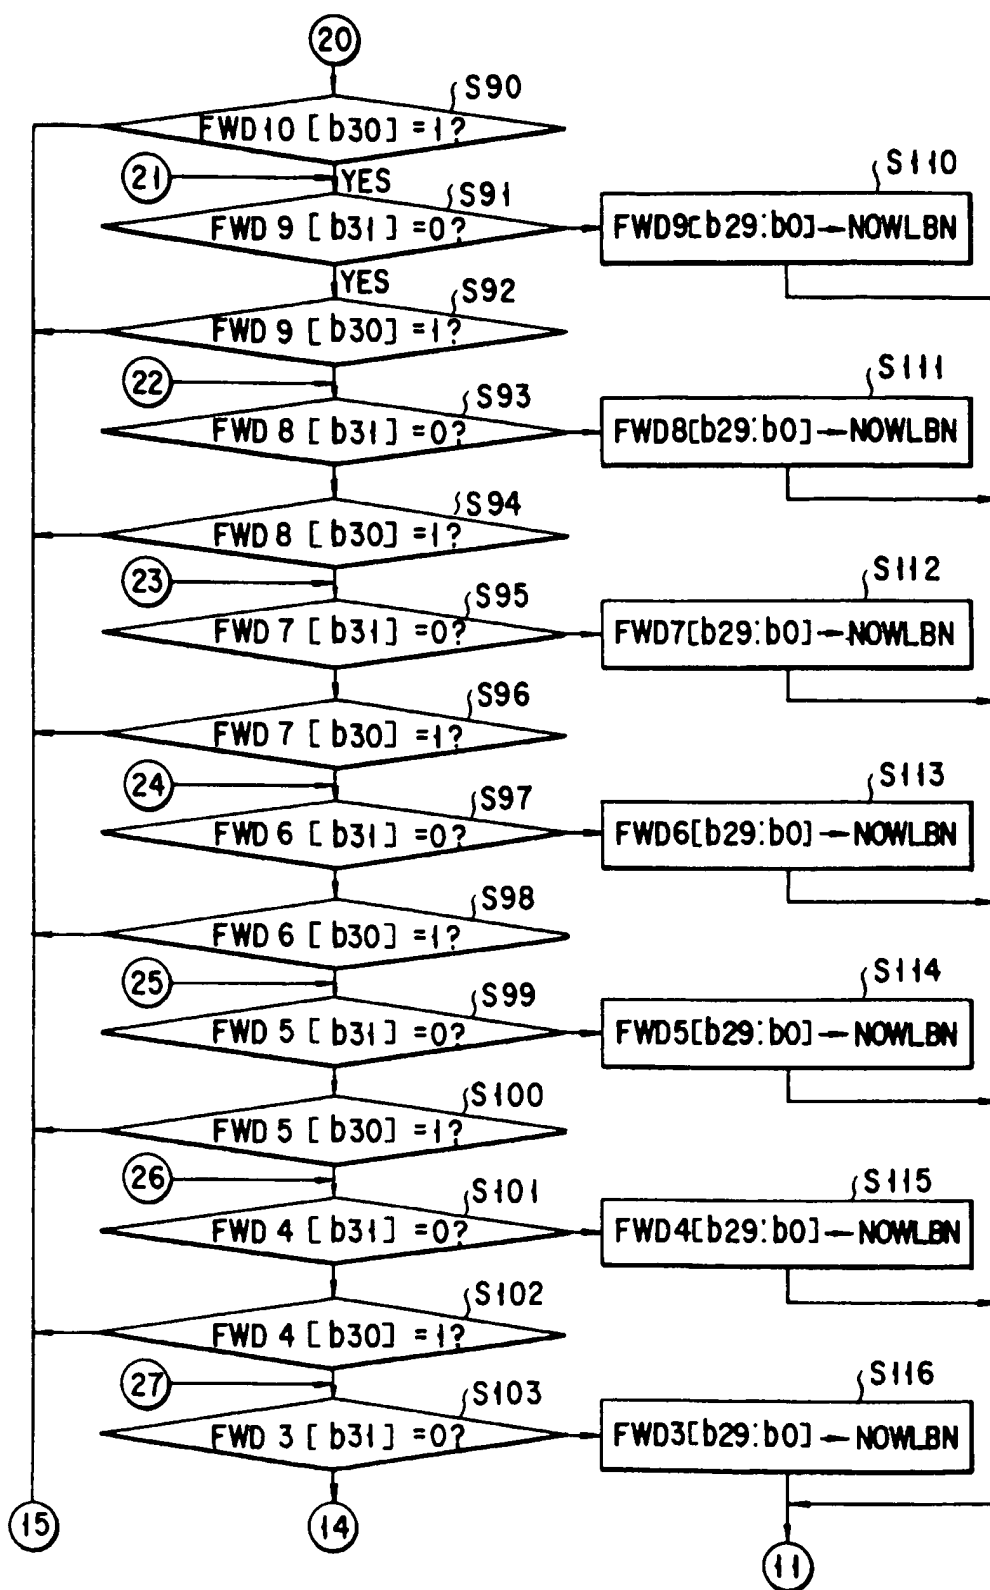 20
S90
FWD10 [b30] =1?
21
YES
S91
S110
FWD 9 [b31] =0?
FWD9[b29:b0]→NOWLBN
YES
S92
FWD 9 [b30] =1?
22
S93
S111
FWD 8 [b31] =0?
FWD8[b29:b0]→NOWLBN
S94
FWD 8 [b30] =1?
23
S95
S112
FWD 7 [b31] =0?
FWD7[b29:b0]→NOWLBN
S96
FWD 7 [b30] =1?
24
S97
S113
FWD 6 [b31] =0?
FWD6[b29:b0]→NOWLBN
S98
FWD 6 [b30] =1?
25
S99
S114
FWD 5 [b31] =0?
FWD5[b29:b0]→NOWLBN
S100
FWD 5 [b30] =1?
26
S101
S115
FWD 4 [b31] =0?
FWD4[b29:b0]→NOWLBN
S102
FWD 4 [b30] =1?
27
S103
S116
FWD 3 [b31] =0?
FWD3[b29:b0]→NOWLBN
15
14
11